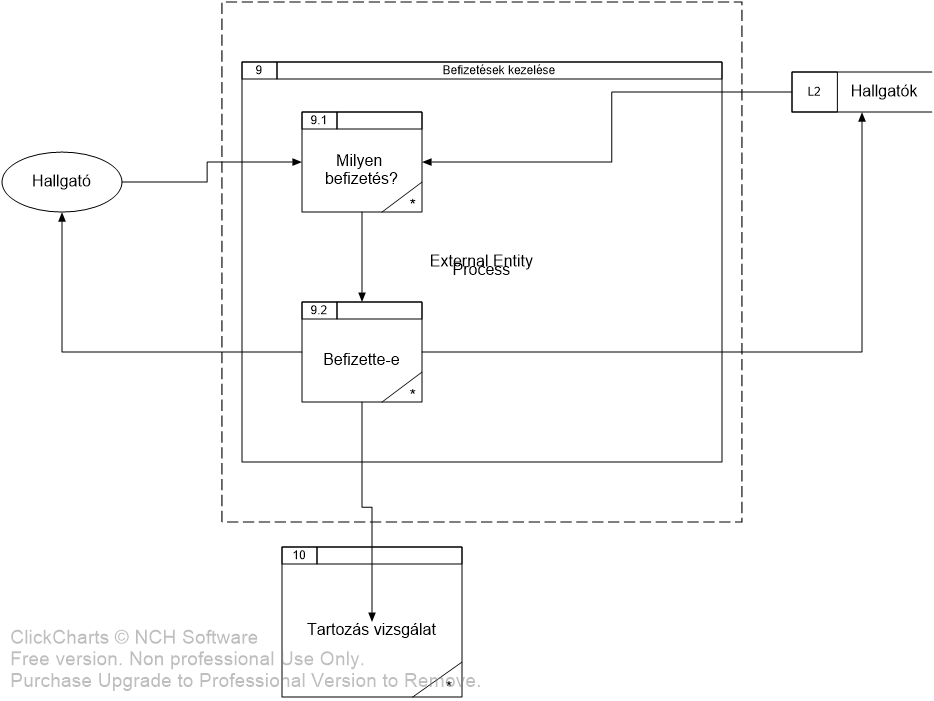 9 Befizetések kezelése
L2 Hallgatók
9.1
Milyen
befizetés?
*
Hallgató
External Entity
Process
9.2
Befizette-e
*
10
Tartozás vizsgálat
*
ClickCharts © NCH Software
Free version. Non professional Use Only.
Purchase Upgrade to Professional Version to Remove.